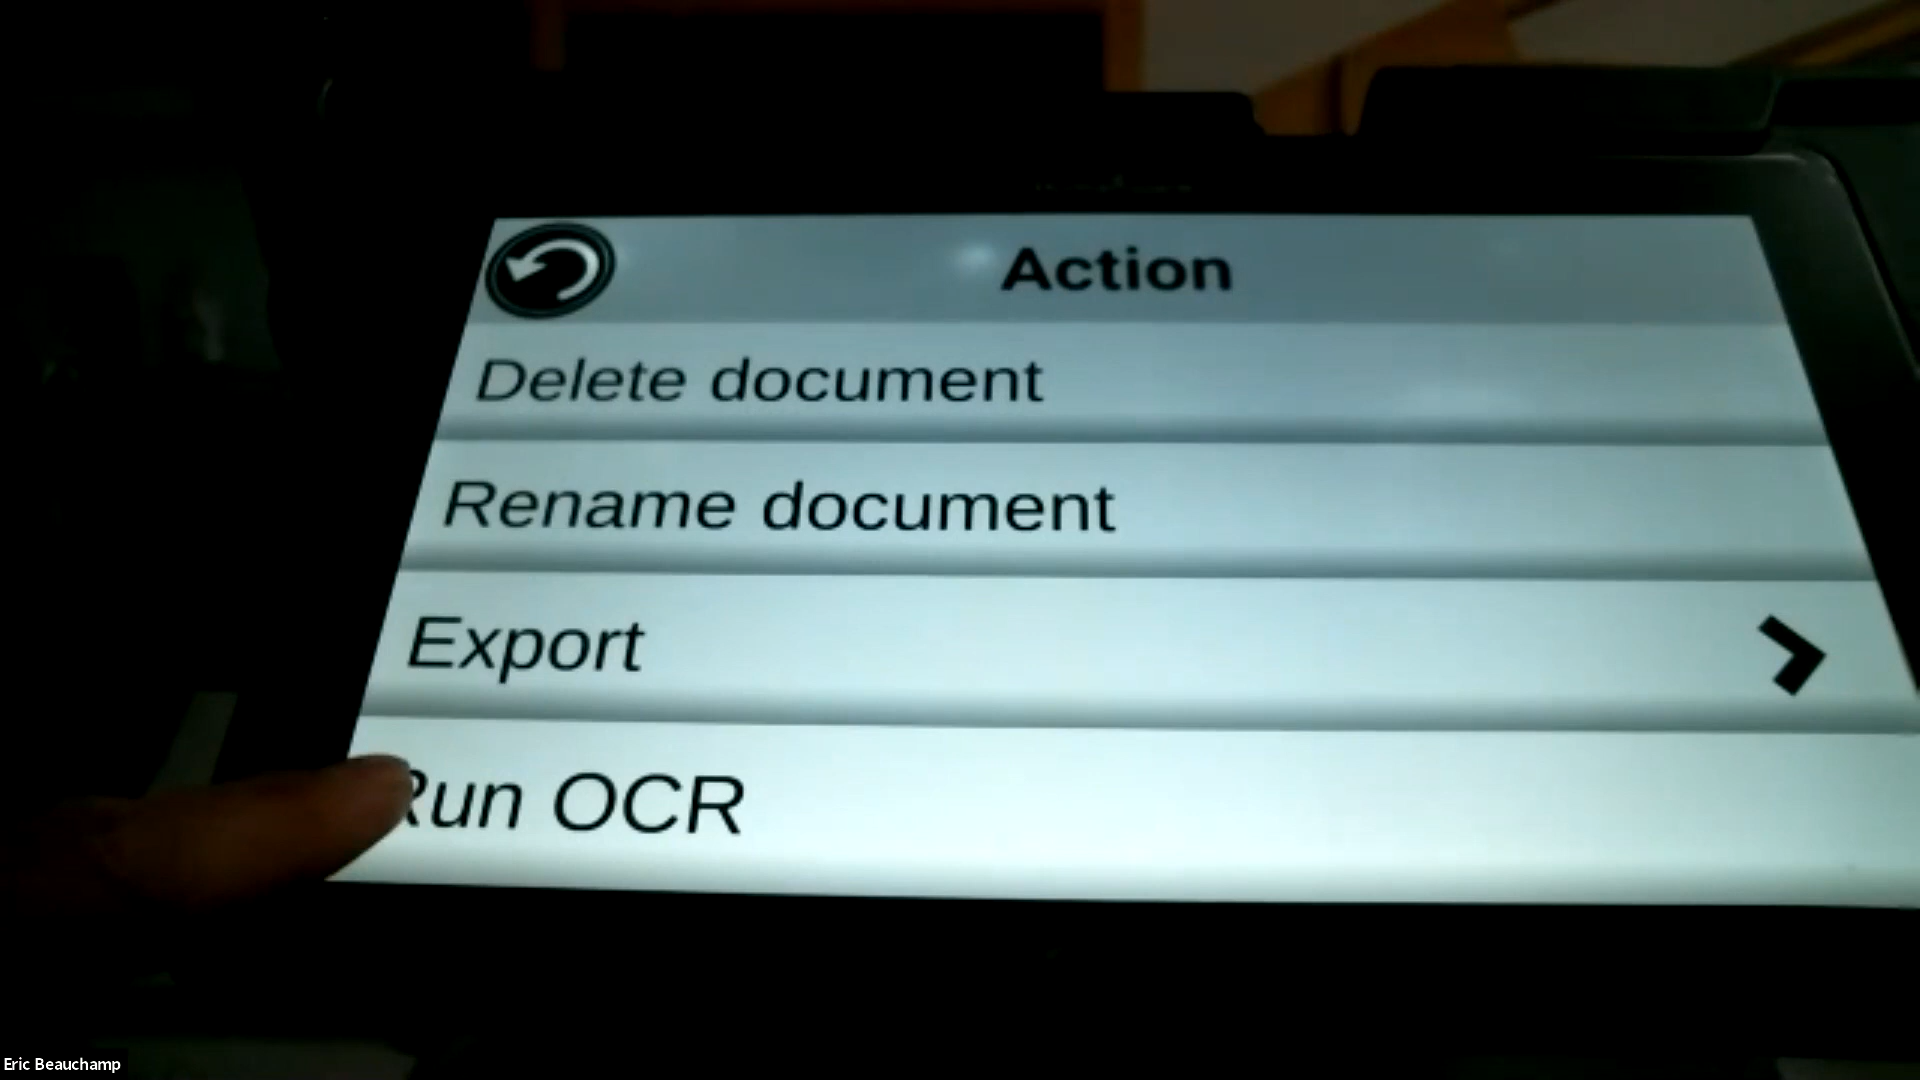 Action
Delete document
Rename document
Export
Run OCR
Eric Beauchamp